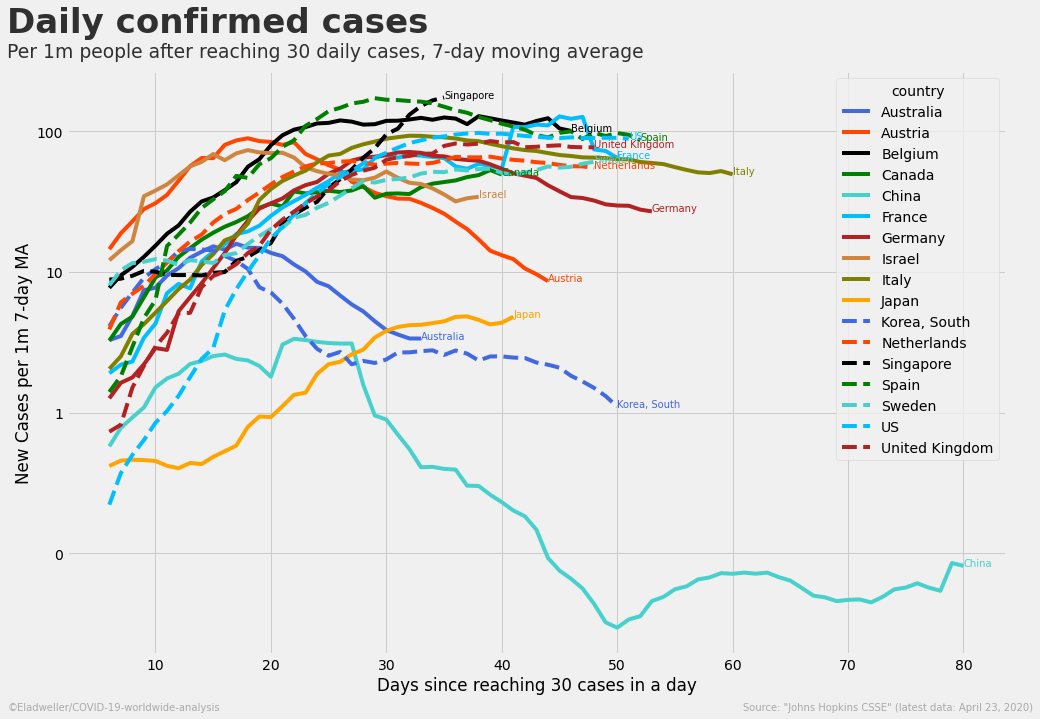 Daily confirmed cases
Per 1m people after reaching 30 daily cases, 7-day moving average
New Cases per 1m 7-day MA
100
10
1
0
10
20
30
40
50
60
70
80
Days since reaching 30 cases in a day
Singapore
Belgium
US
Spain
United Kingdom
France
Netherlands
Italy
Canada
Israel
Germany
Austria
Japan
Australia
Korea, South
China
country
Australia
Austria
Belgium
Canada
China
France
Germany
Israel
Italy
Japan
Korea, South
Netherlands
Singapore
Spain
Sweden
US
United Kingdom
©Eladweller/COVID-19-worldwide-analysis
Source: "Johns Hopkins CSSE" (latest data: April 23, 2020)